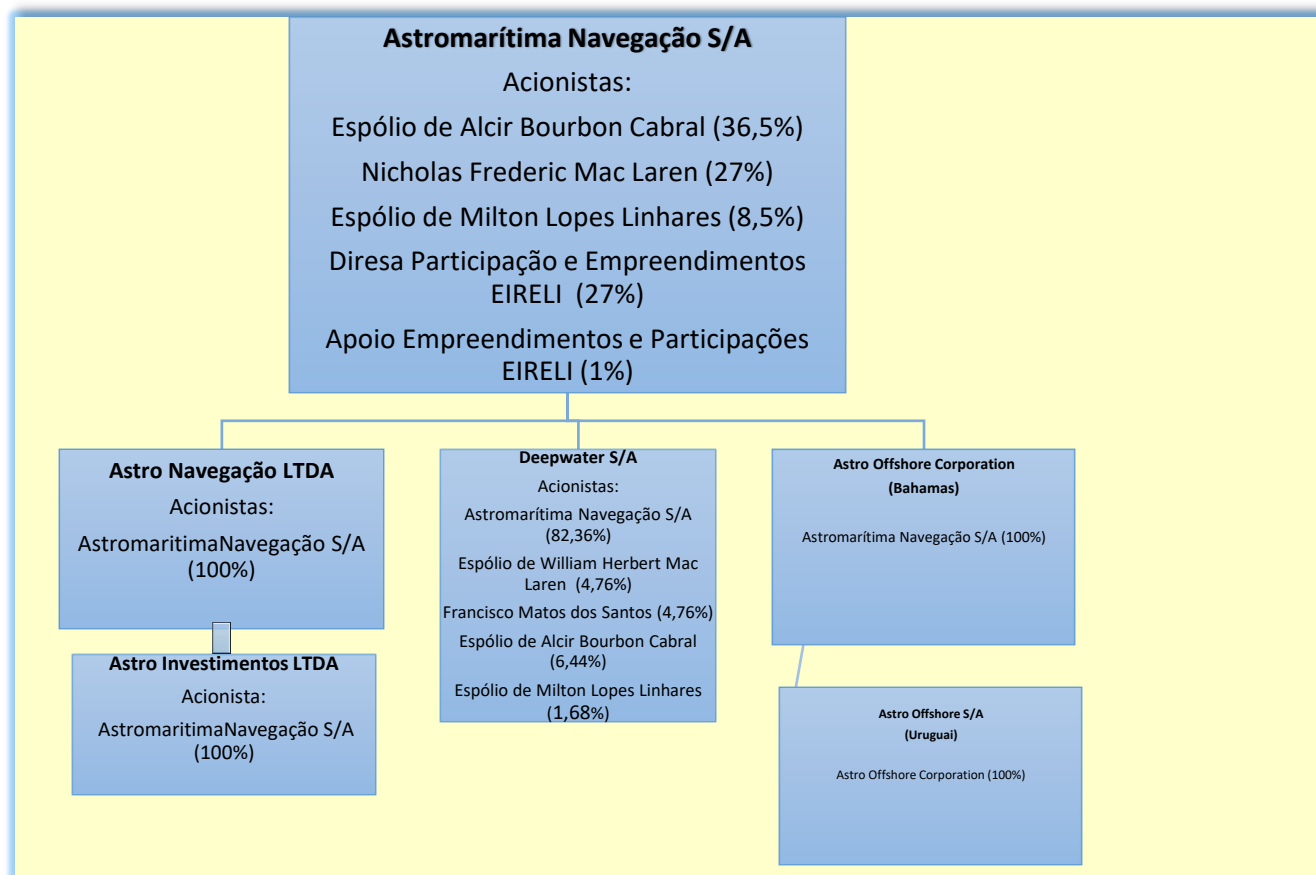 Astromarítima Navegação S/A
Acionistas:
Espólio de Alcir Bourbon Cabral (36,5%)
Nicholas Frederic Mac Laren (27%)
Espólio de Milton Lopes Linhares (8,5%)
Diresa Participação e Empreendimentos
EIRELI (27%)
Apoio Empreendimentos e Participações
EIRELI (1%)
Astro Navegação LTDA
Acionistas:
AstromaritimaNavegação S/A
(100%)
Astro Investimentos LTDA
Acionista:
AstromaritimaNavegação S/A
(100%)
Deepwater S/A
Acionistas:
Astromarítima Navegação S/A
(82,36%)
Espólio de William Herbert Mac
Laren (4,76%)
Francisco Matos dos Santos (4,76%)
Espólio de Alcir Bourbon Cabral
(6,44%)
Espólio de Milton Lopes Linhares
(1,68%)
Astro Offshore Corporation
(Bahamas)
Astromarítima Navegação S/A (100%)
Astro Offshore S/A
(Uruguai)
Astro Offshore Corporation (100%)